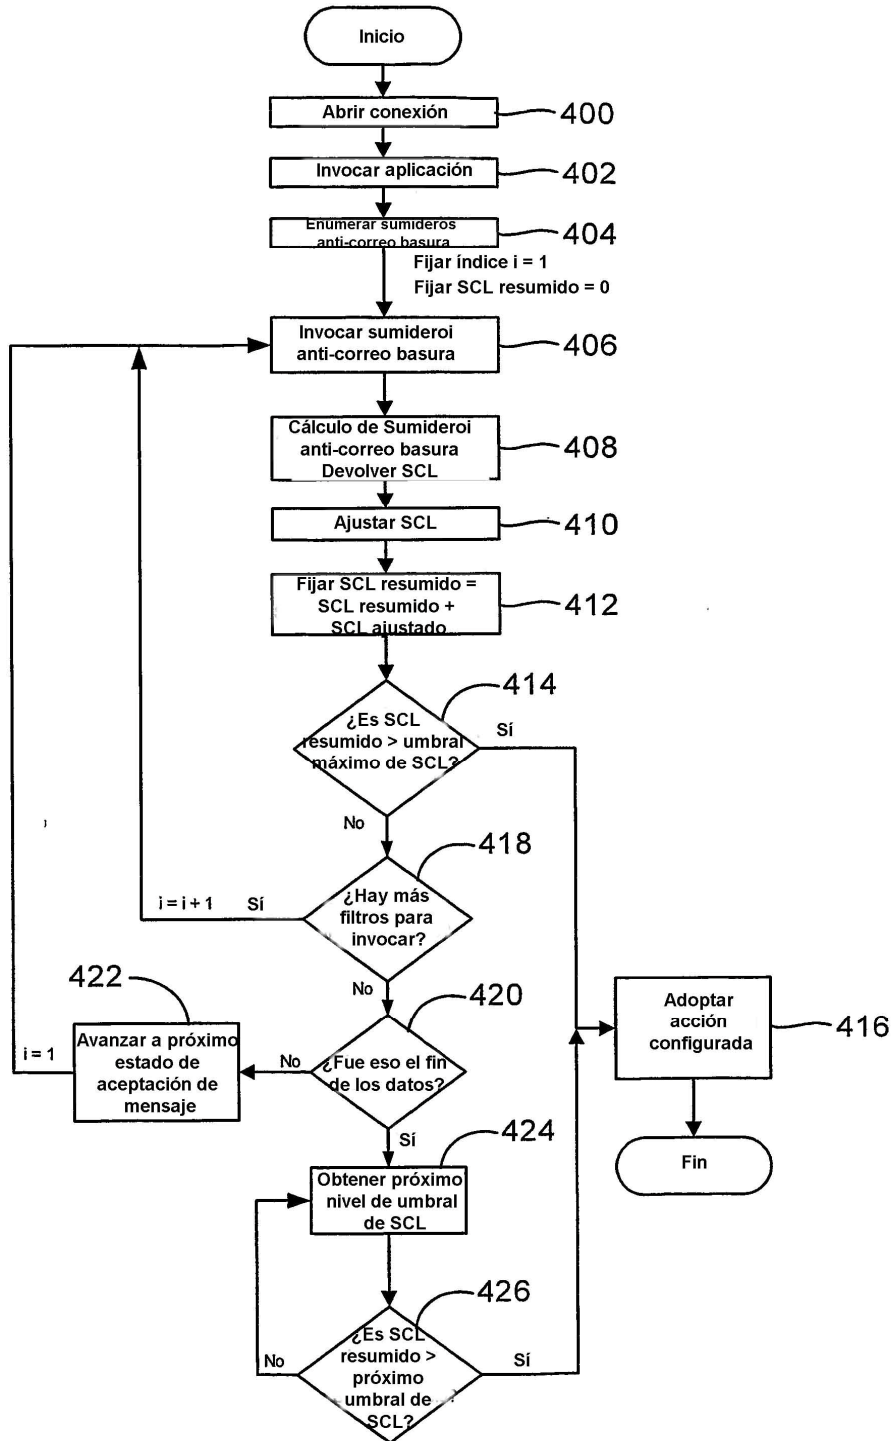 Inicio
Abrir conexión
400
Invocar aplicación
402
Enumerar sumideros
anti-correo basura
404
Fijar índice i = 1
Fijar SCL resumido = 0
Invocar sumideroi
anti-correo basura
406
Cálculo de Sumideroi
anti-correo basura
Devolver SCL
408
Ajustar SCL
410
Fijar SCL resumido =
SCL resumido +
SCL ajustado
412
414
¿Es SCL
resumido > umbral
máximo de SCL?
Sí
No
418
¿Hay más
filtros para
invocar?
Sí
i = i + 1
No
420
¿Fue eso el fin
de los datos?
No
422
Avanzar a próximo
estado de
aceptación de
mensaje
i = 1
Adoptar
acción
configurada
416
Fin
Sí
424
Obtener próximo
nivel de umbral
de SCL
426
¿Es SCL
resumido >
próximo
umbral de
SCL?
No
Sí